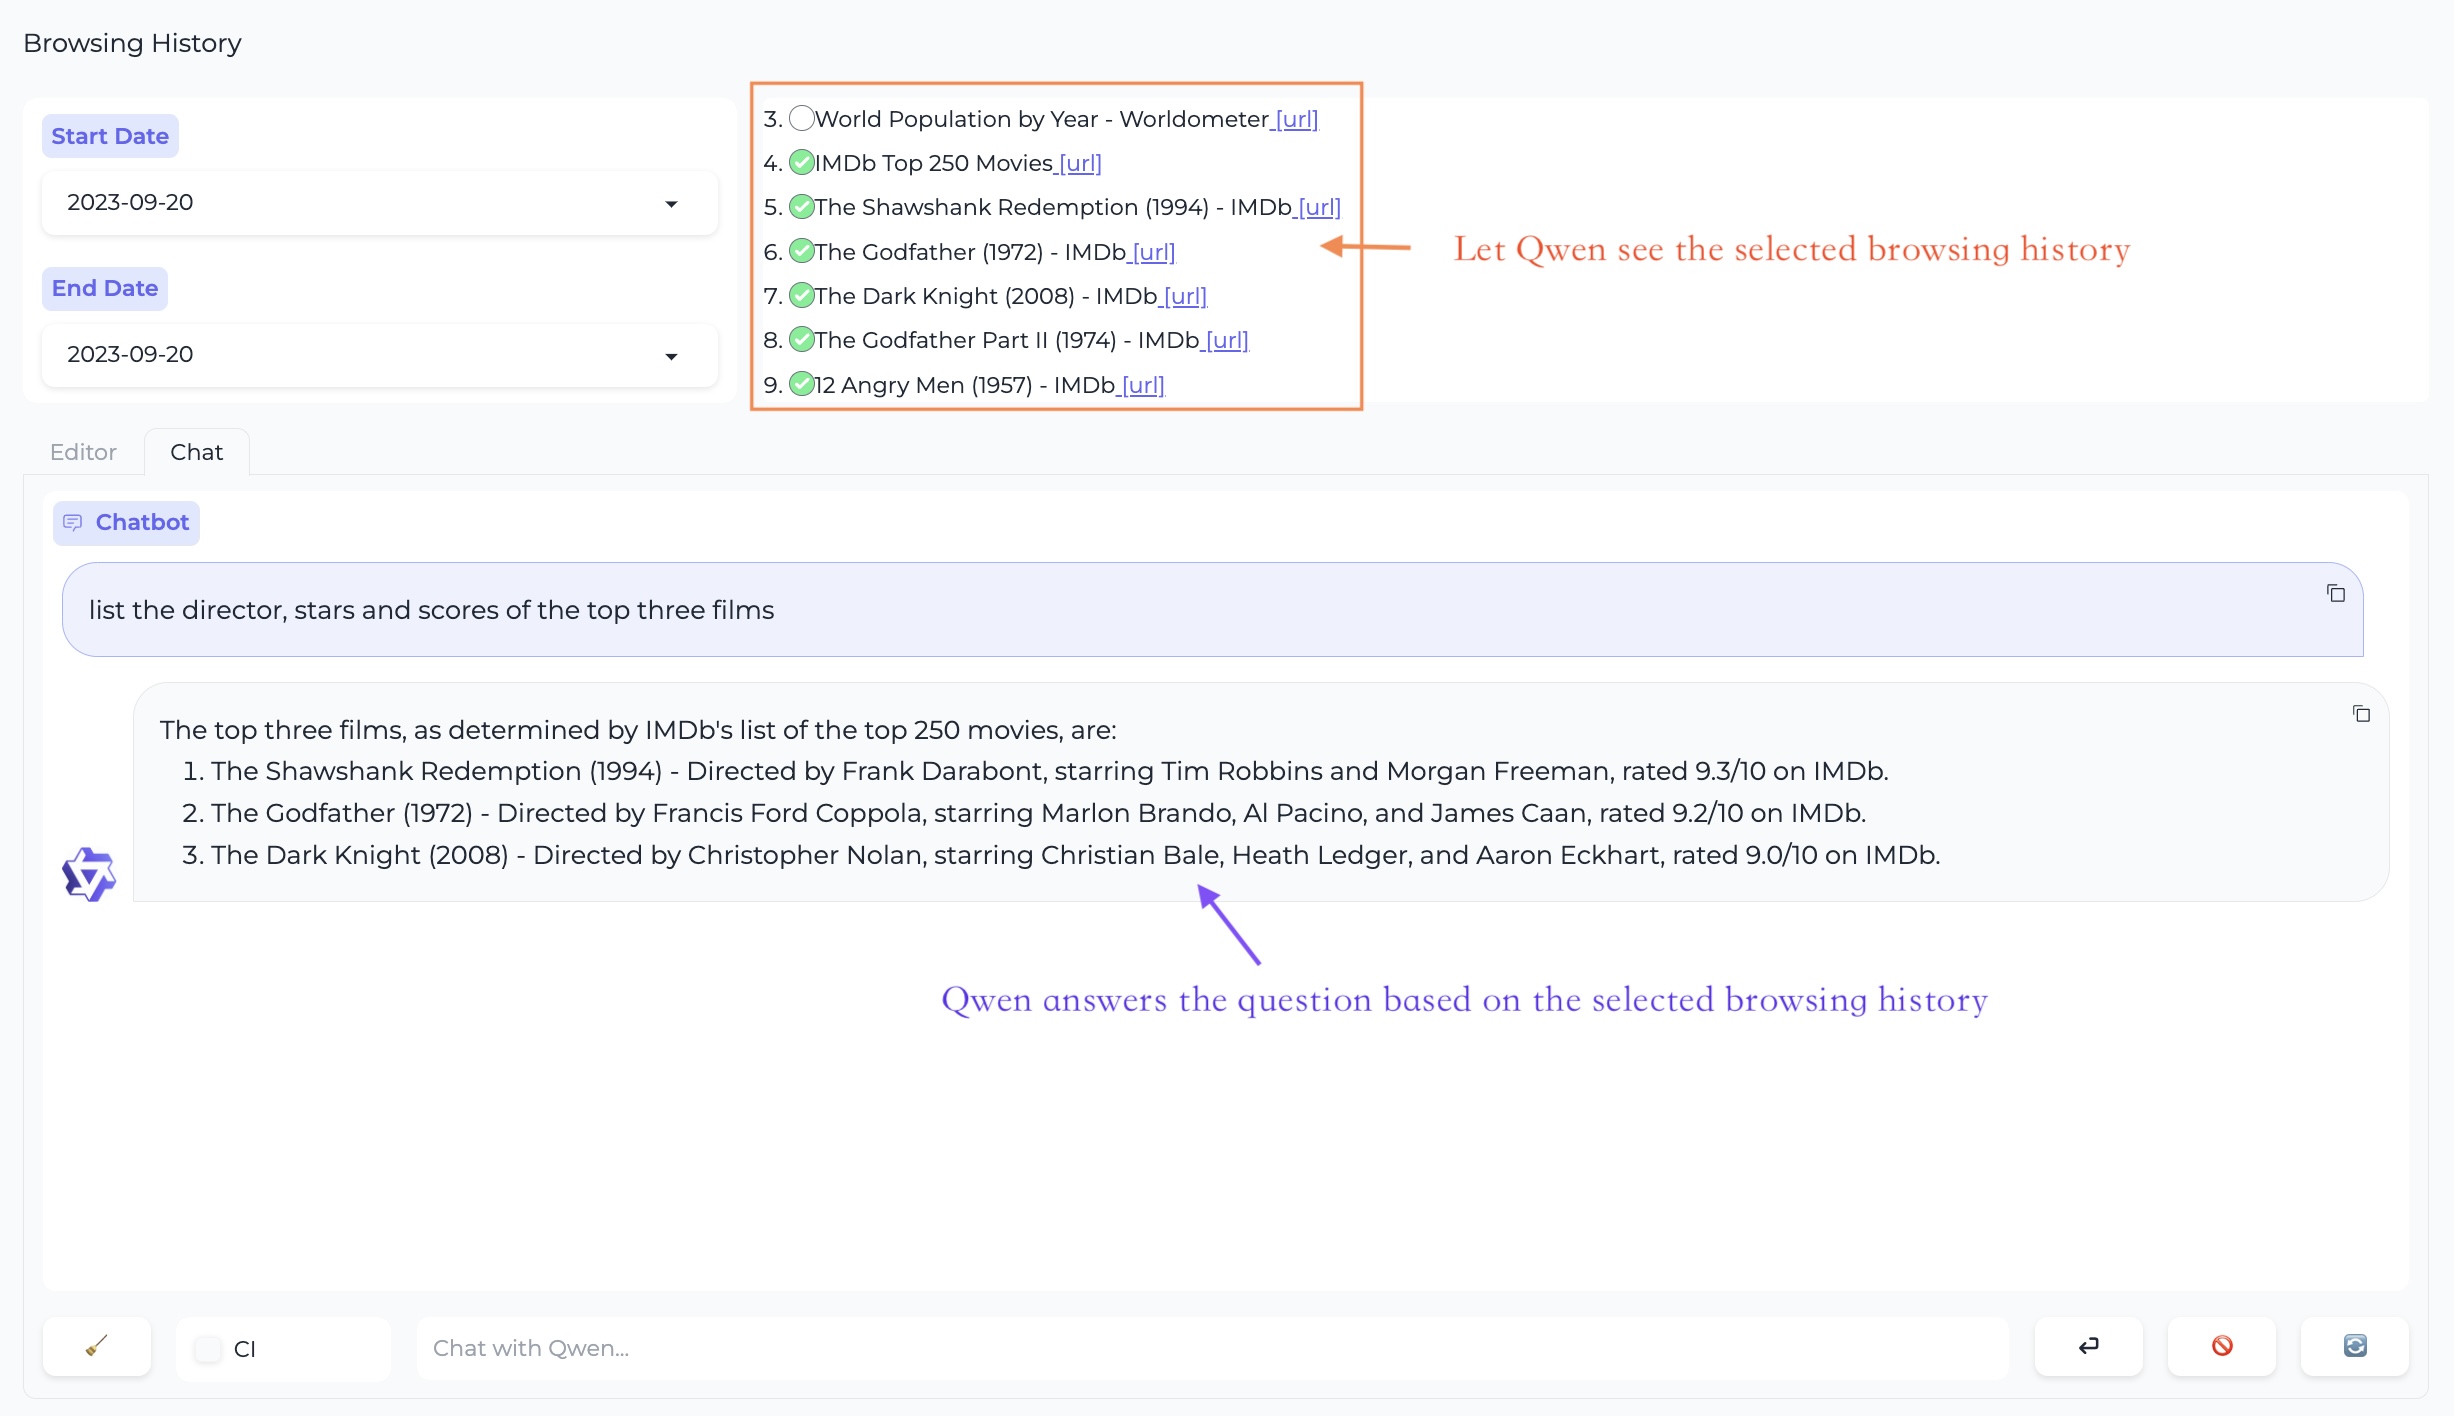 Browsing History
Start Date
2023-09-20
End Date
2023-09-20
3. World Population by Year - Worldometer [url]
4. IMDb Top 250 Movies [url]
5. The Shawshank Redemption (1994) - IMDb [url]
6. The Godfather (1972) - IMDb [url]
7. The Dark Knight (2008) - IMDb [url]
8. The Godfather Part II (1974) - IMDb [url]
9. 12 Angry Men (1957) - IMDb [url]
Let Qwen see the selected browsing history
Editor
Chat
Chatbot
list the director, stars and scores of the top three films
The top three films, as determined by IMDb's list of the top 250 movies, are:
1. The Shawshank Redemption (1994) - Directed by Frank Darabont, starring Tim Robbins and Morgan Freeman, rated 9.3/10 on IMDb.
2. The Godfather (1972) - Directed by Francis Ford Coppola, starring Marlon Brando, Al Pacino, and James Caan, rated 9.2/10 on IMDb.
3. The Dark Knight (2008) - Directed by Christopher Nolan, starring Christian Bale, Heath Ledger, and Aaron Eckhart, rated 9.0/10 on IMDb.
Qwen answers the question based on the selected browsing history
CI
Chat with Qwen...